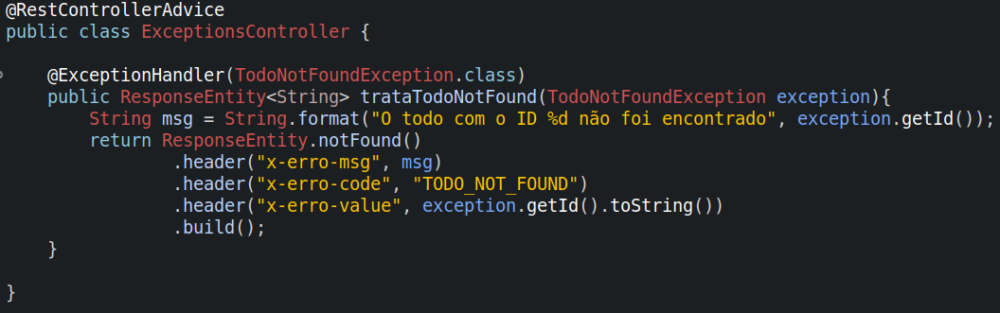 @RestControllerAdvice
public class ExceptionsController {
@ExceptionHandler(TodoNotFoundException.class)
public ResponseEntity<String> trataTodoNotFound(TodoNotFoundException exception){
String msg = String.format("O todo com o ID %d não foi encontrado", exception.getId());
return ResponseEntity.notFound()
.header("x-erro-msg", msg)
.header("x-erro-code", "TODO_NOT_FOUND")
.header("x-erro-value", exception.getId().toString())
.build();
}
}